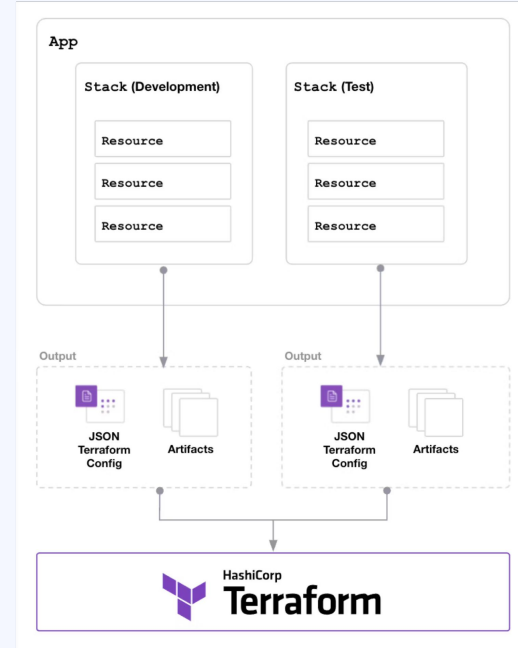 App
Stack (Development)
Resource
Resource
Resource
Stack (Test)
Resource
Resource
Resource
Output
JSON
Terraform
Config
Artifacts
Output
JSON
Terraform
Config
Artifacts
HashiCorp
Terraform